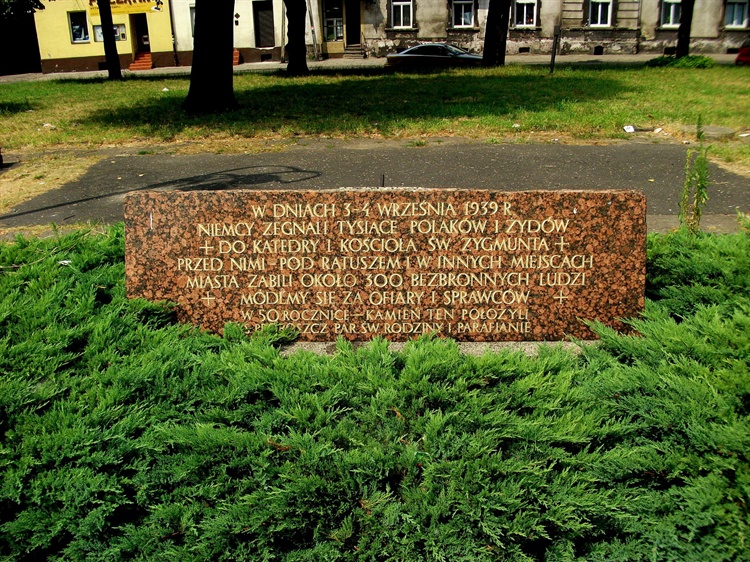 W DNIACH 3-4 WRZEŚNIA 1939 R.
NIEMCY ZEGNALI TYSIĄCE POLAKÓW I ŻYDÓW
+ DO KATEDRY I KOŚCIOŁA ŚW. ZYGMUNTA +
PRZED NIMI - POD RATUSZEM I W INNYCH MIEJSCACH
MIASTA ZABILI OKOŁO 300 BEZBRONNYCH LUDZI
+ MÓDLMY SIĘ ZA OFIARY I SPRAWCÓW +
W 50 ROCZNICĘ - KAMIEŃ TEN POŁOŻYLI
PROBOSZCZ PAR. ŚW. RODZINY I PARAFIANIE